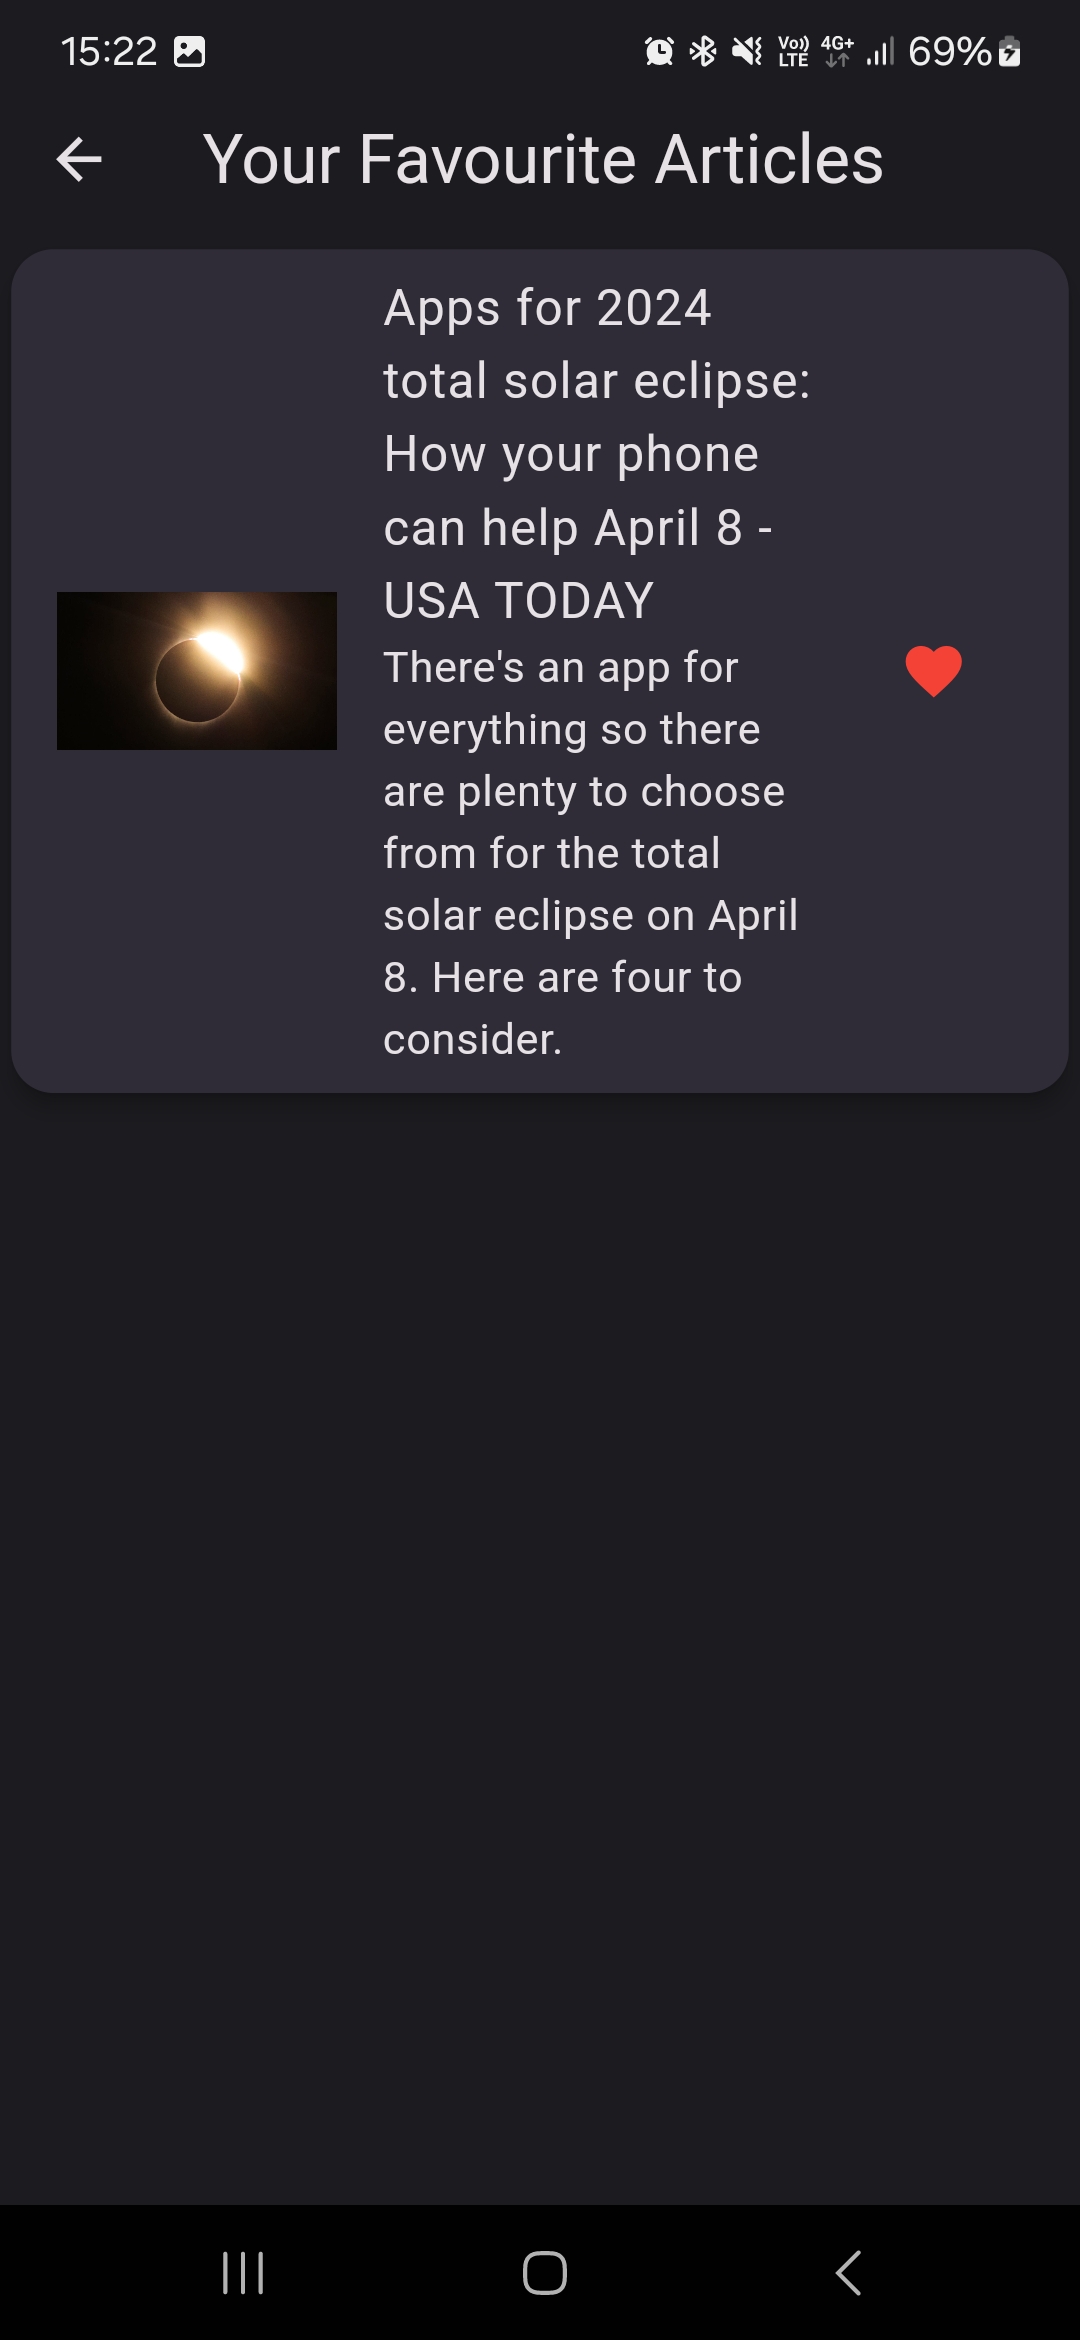 15:22
Vo))
LTE
4G+
69%
Your Favourite Articles
Apps for 2024
total solar eclipse:
How your phone
can help April 8 -
USA TODAY
There's an app for
everything so there
are plenty to choose
from for the total
solar eclipse on April
8. Here are four to
consider.